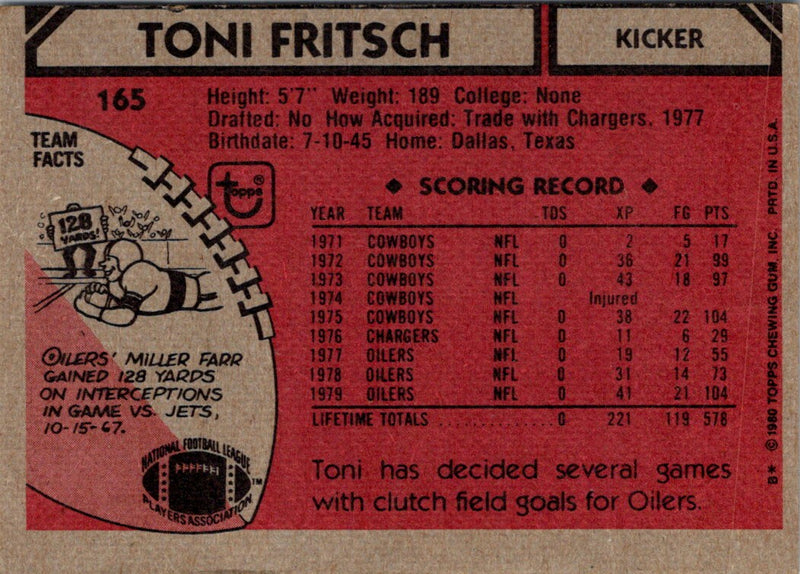 TONI FRITSCH
KICKER
165
Height: 5'7" Weight: 189 College: None
Drafted: No How Acquired: Trade with Chargers, 1977
Birthdate: 7-10-45 Home: Dallas, Texas
TEAM
FACTS
topps®
128
YARDS!
OILERS' MILLER FARR
GAINED 128 YARDS
ON INTERCEPTIONS
IN GAME VS. JETS,
10-15-67.
NATIONAL FOOTBALL LEAGUE
PLAYERS ASSOCIATION
TM
◆ SCORING RECORD ◆
YEAR TEAM TDS XP FG PTS
1971 COWBOYS NFL 0 2 5 17
1972 COWBOYS NFL 0 36 21 99
1973 COWBOYS NFL 0 43 18 97
1974 COWBOYS NFL Injured
1975 COWBOYS NFL 0 38 22 104
1976 CHARGERS NFL 0 11 6 29
1977 OILERS NFL 0 19 12 55
1978 OILERS NFL 0 31 14 73
1979 OILERS NFL 0 41 21 104
LIFETIME TOTALS ............ 0 221 119 578
Toni has decided several games
with clutch field goals for Oilers.
B* © 1980 TOPPS CHEWING GUM, INC. PRTD. IN U.S.A.